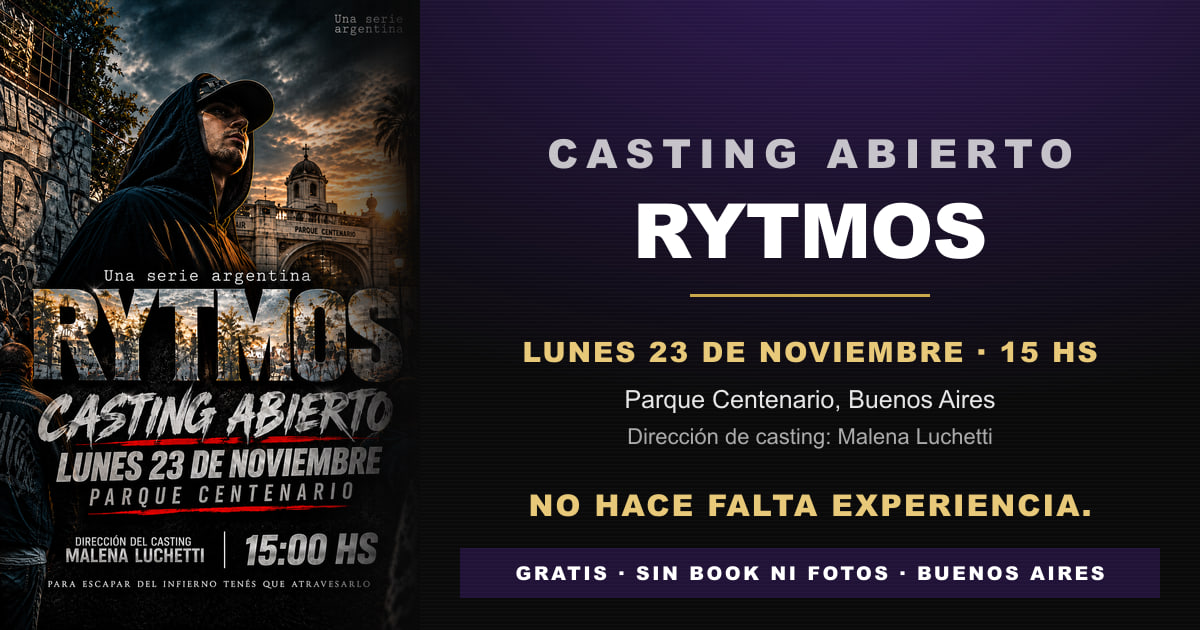 Una serie
argentina
PARQUE CENTENARIO
Una serie argentina
RYTMOS
CASTING ABIERTO
LUNES 23 DE NOVIEMBRE
PARQUE CENTENARIO
DIRECCIÓN DEL CASTING
MALENA LUCHETTI
15:00 HS
PARA ESCAPAR DEL INFIERNO TENÉS QUE ATRAVESARLO
CASTING ABIERTO
RYTMOS
LUNES 23 DE NOVIEMBRE · 15 HS
Parque Centenario, Buenos Aires
Dirección de casting: Malena Luchetti
NO HACE FALTA EXPERIENCIA.
GRATIS · SIN BOOK NI FOTOS · BUENOS AIRES